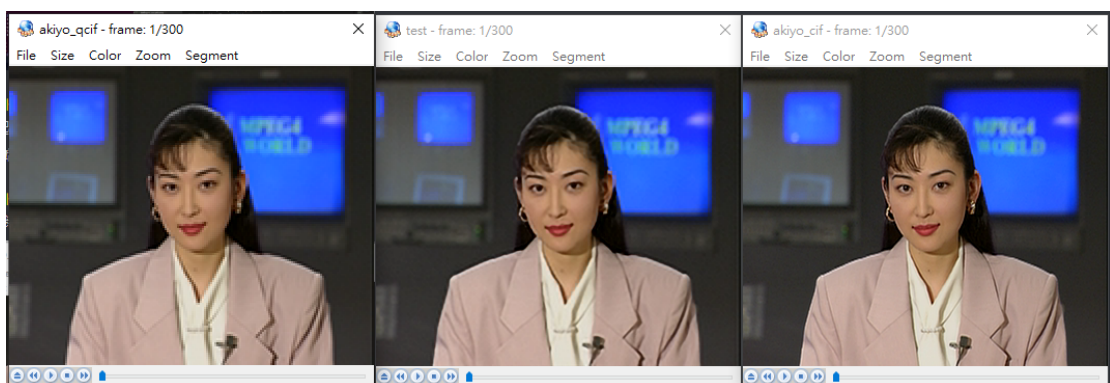 akiyo_qcif - frame: 1/300
File Size Color Zoom Segment
MPEG4
WORLD
test - frame: 1/300
File Size Color Zoom Segment
MPEG4
WORLD
akiyo_cif - frame: 1/300
File Size Color Zoom Segment
MPEG4
WORLD